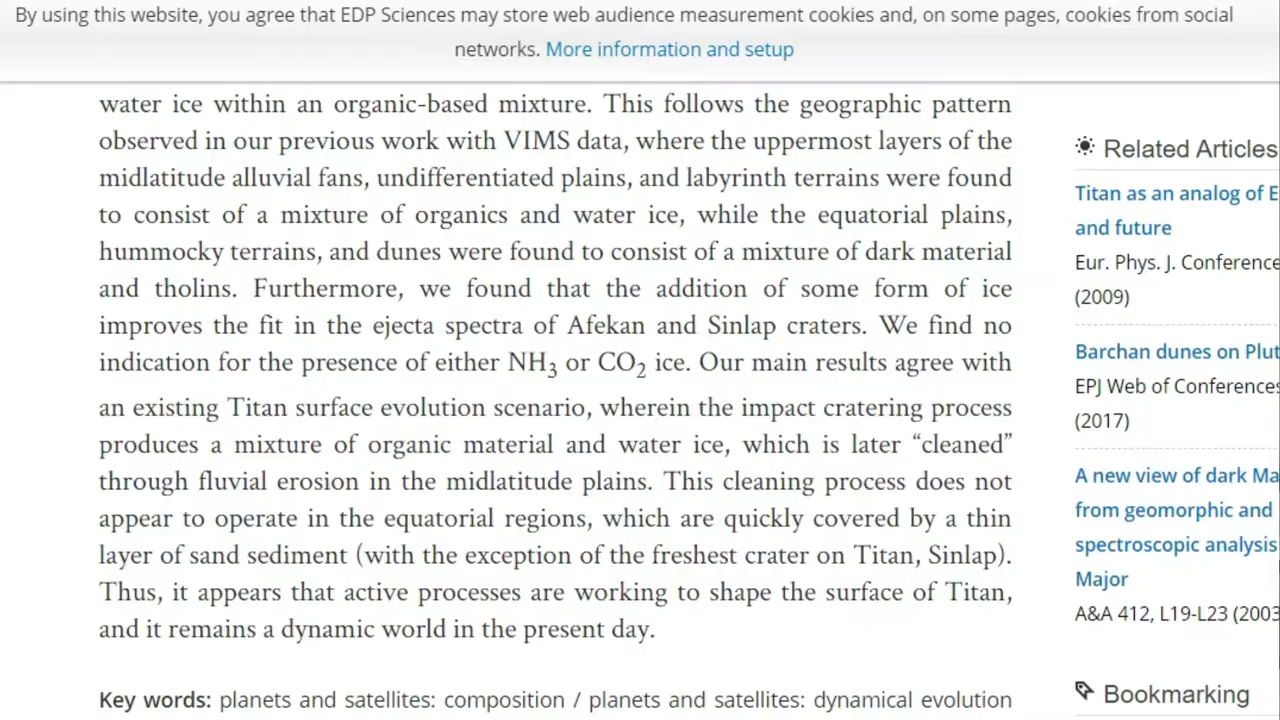 By using this website, you agree that EDP Sciences may store web audience measurement cookies and, on some pages, cookies from social
networks. More information and setup
water ice within an organic-based mixture. This follows the geographic pattern
observed in our previous work with VIMS data, where the uppermost layers of the
midlatitude alluvial fans, undifferentiated plains, and labyrinth terrains were found
to consist of a mixture of organics and water ice, while the equatorial plains,
hummocky terrains, and dunes were found to consist of a mixture of dark material
and tholins. Furthermore, we found that the addition of some form of ice
improves the fit in the ejecta spectra of Afekan and Sinlap craters. We find no
indication for the presence of either NH3 or CO2 ice. Our main results agree with
an existing Titan surface evolution scenario, wherein the impact cratering process
produces a mixture of organic material and water ice, which is later “cleaned”
through fluvial erosion in the midlatitude plains. This cleaning process does not
appear to operate in the equatorial regions, which are quickly covered by a thin
layer of sand sediment (with the exception of the freshest crater on Titan, Sinlap).
Thus, it appears that active processes are working to shape the surface of Titan,
and it remains a dynamic world in the present day.
Key words: planets and satellites: composition / planets and satellites: dynamical evolution
Related Articles
Titan as an analog of E
and future
Eur. Phys. J. Conference
(2009)
Barchan dunes on Plut
EPJ Web of Conferences
(2017)
A new view of dark Ma
from geomorphic and
spectroscopic analysis
Major
A&A 412, L19-L23 (2003
Bookmarking